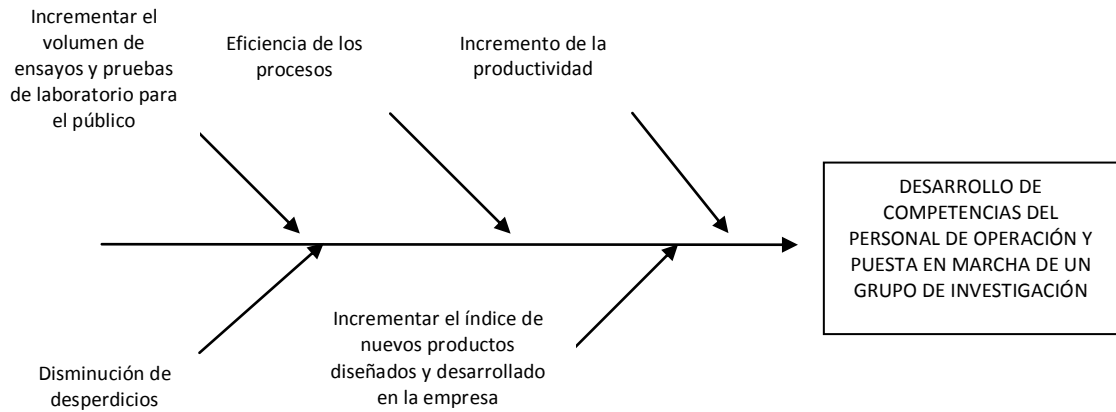 Incrementar el
volumen de
ensayos y pruebas
de laboratorio para
el público
Eficiencia de los
procesos
Incremento de la
productividad
DESARROLLO DE
COMPETENCIAS DEL
PERSONAL DE OPERACIÓN Y
PUESTA EN MARCHA DE UN
GRUPO DE INVESTIGACIÓN
Disminución de
desperdicios
Incrementar el índice de
nuevos productos
diseñados y desarrollado
en la empresa